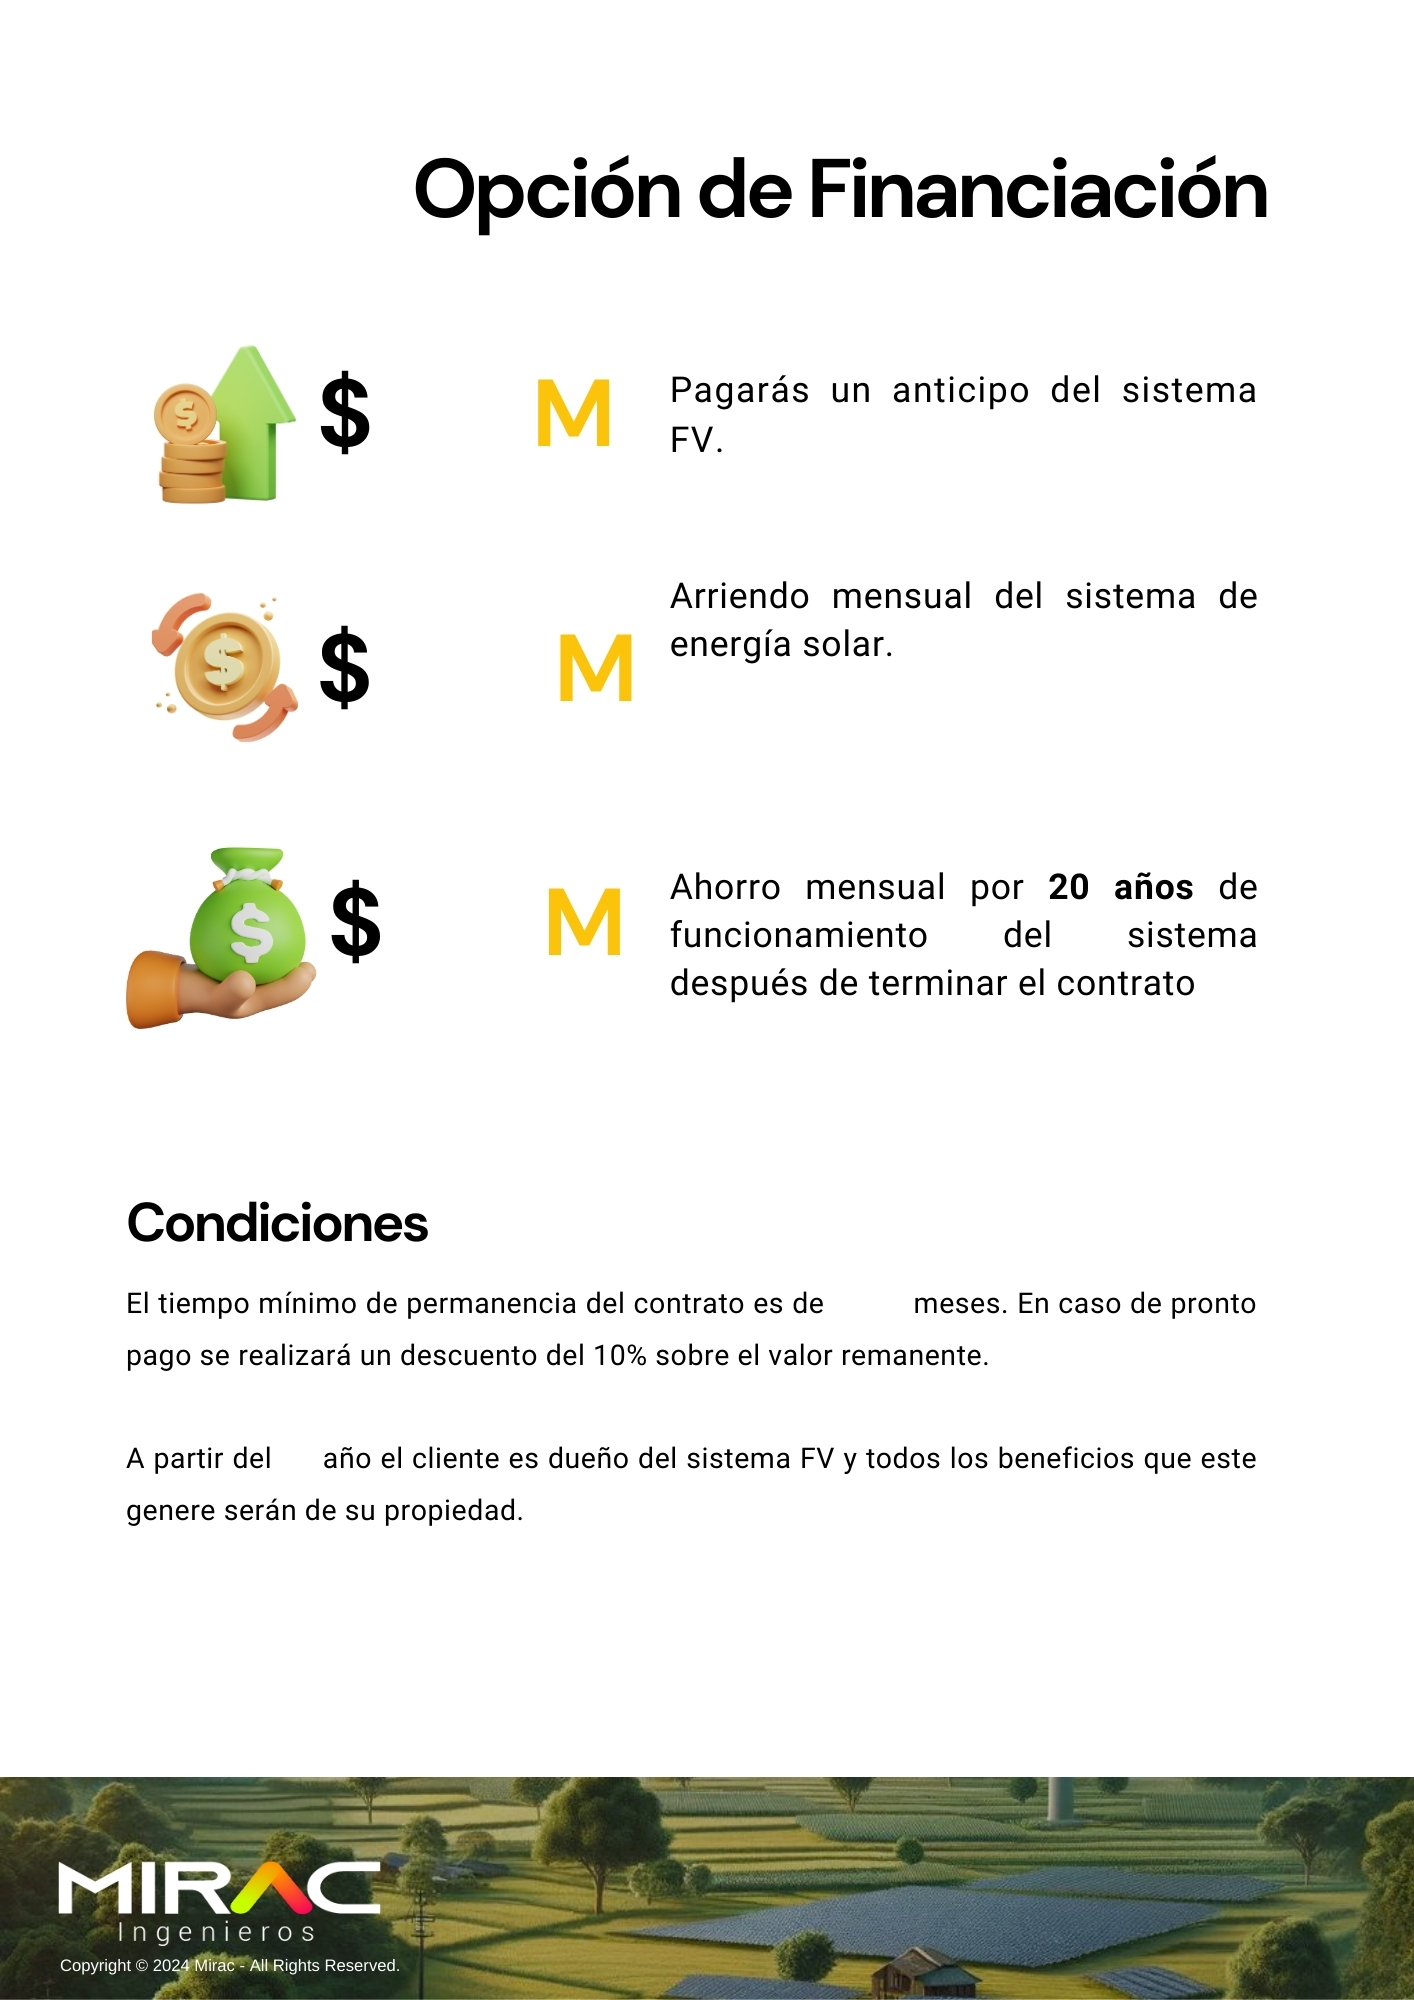 Opción de Financiación
$ M Pagarás un anticipo del sistema
FV.
Arriendo mensual del sistema de
$ M energía solar.
$ M Ahorro mensual por 20 años de
funcionamiento del sistema
después de terminar el contrato
Condiciones
El tiempo mínimo de permanencia del contrato es de meses. En caso de pronto
pago se realizará un descuento del 10% sobre el valor remanente.
A partir del año el cliente es dueño del sistema FV y todos los beneficios que este
genere serán de su propiedad.
MIRAC
Ingenieros
Copyright © 2024 Mirac - All Rights Reserved.